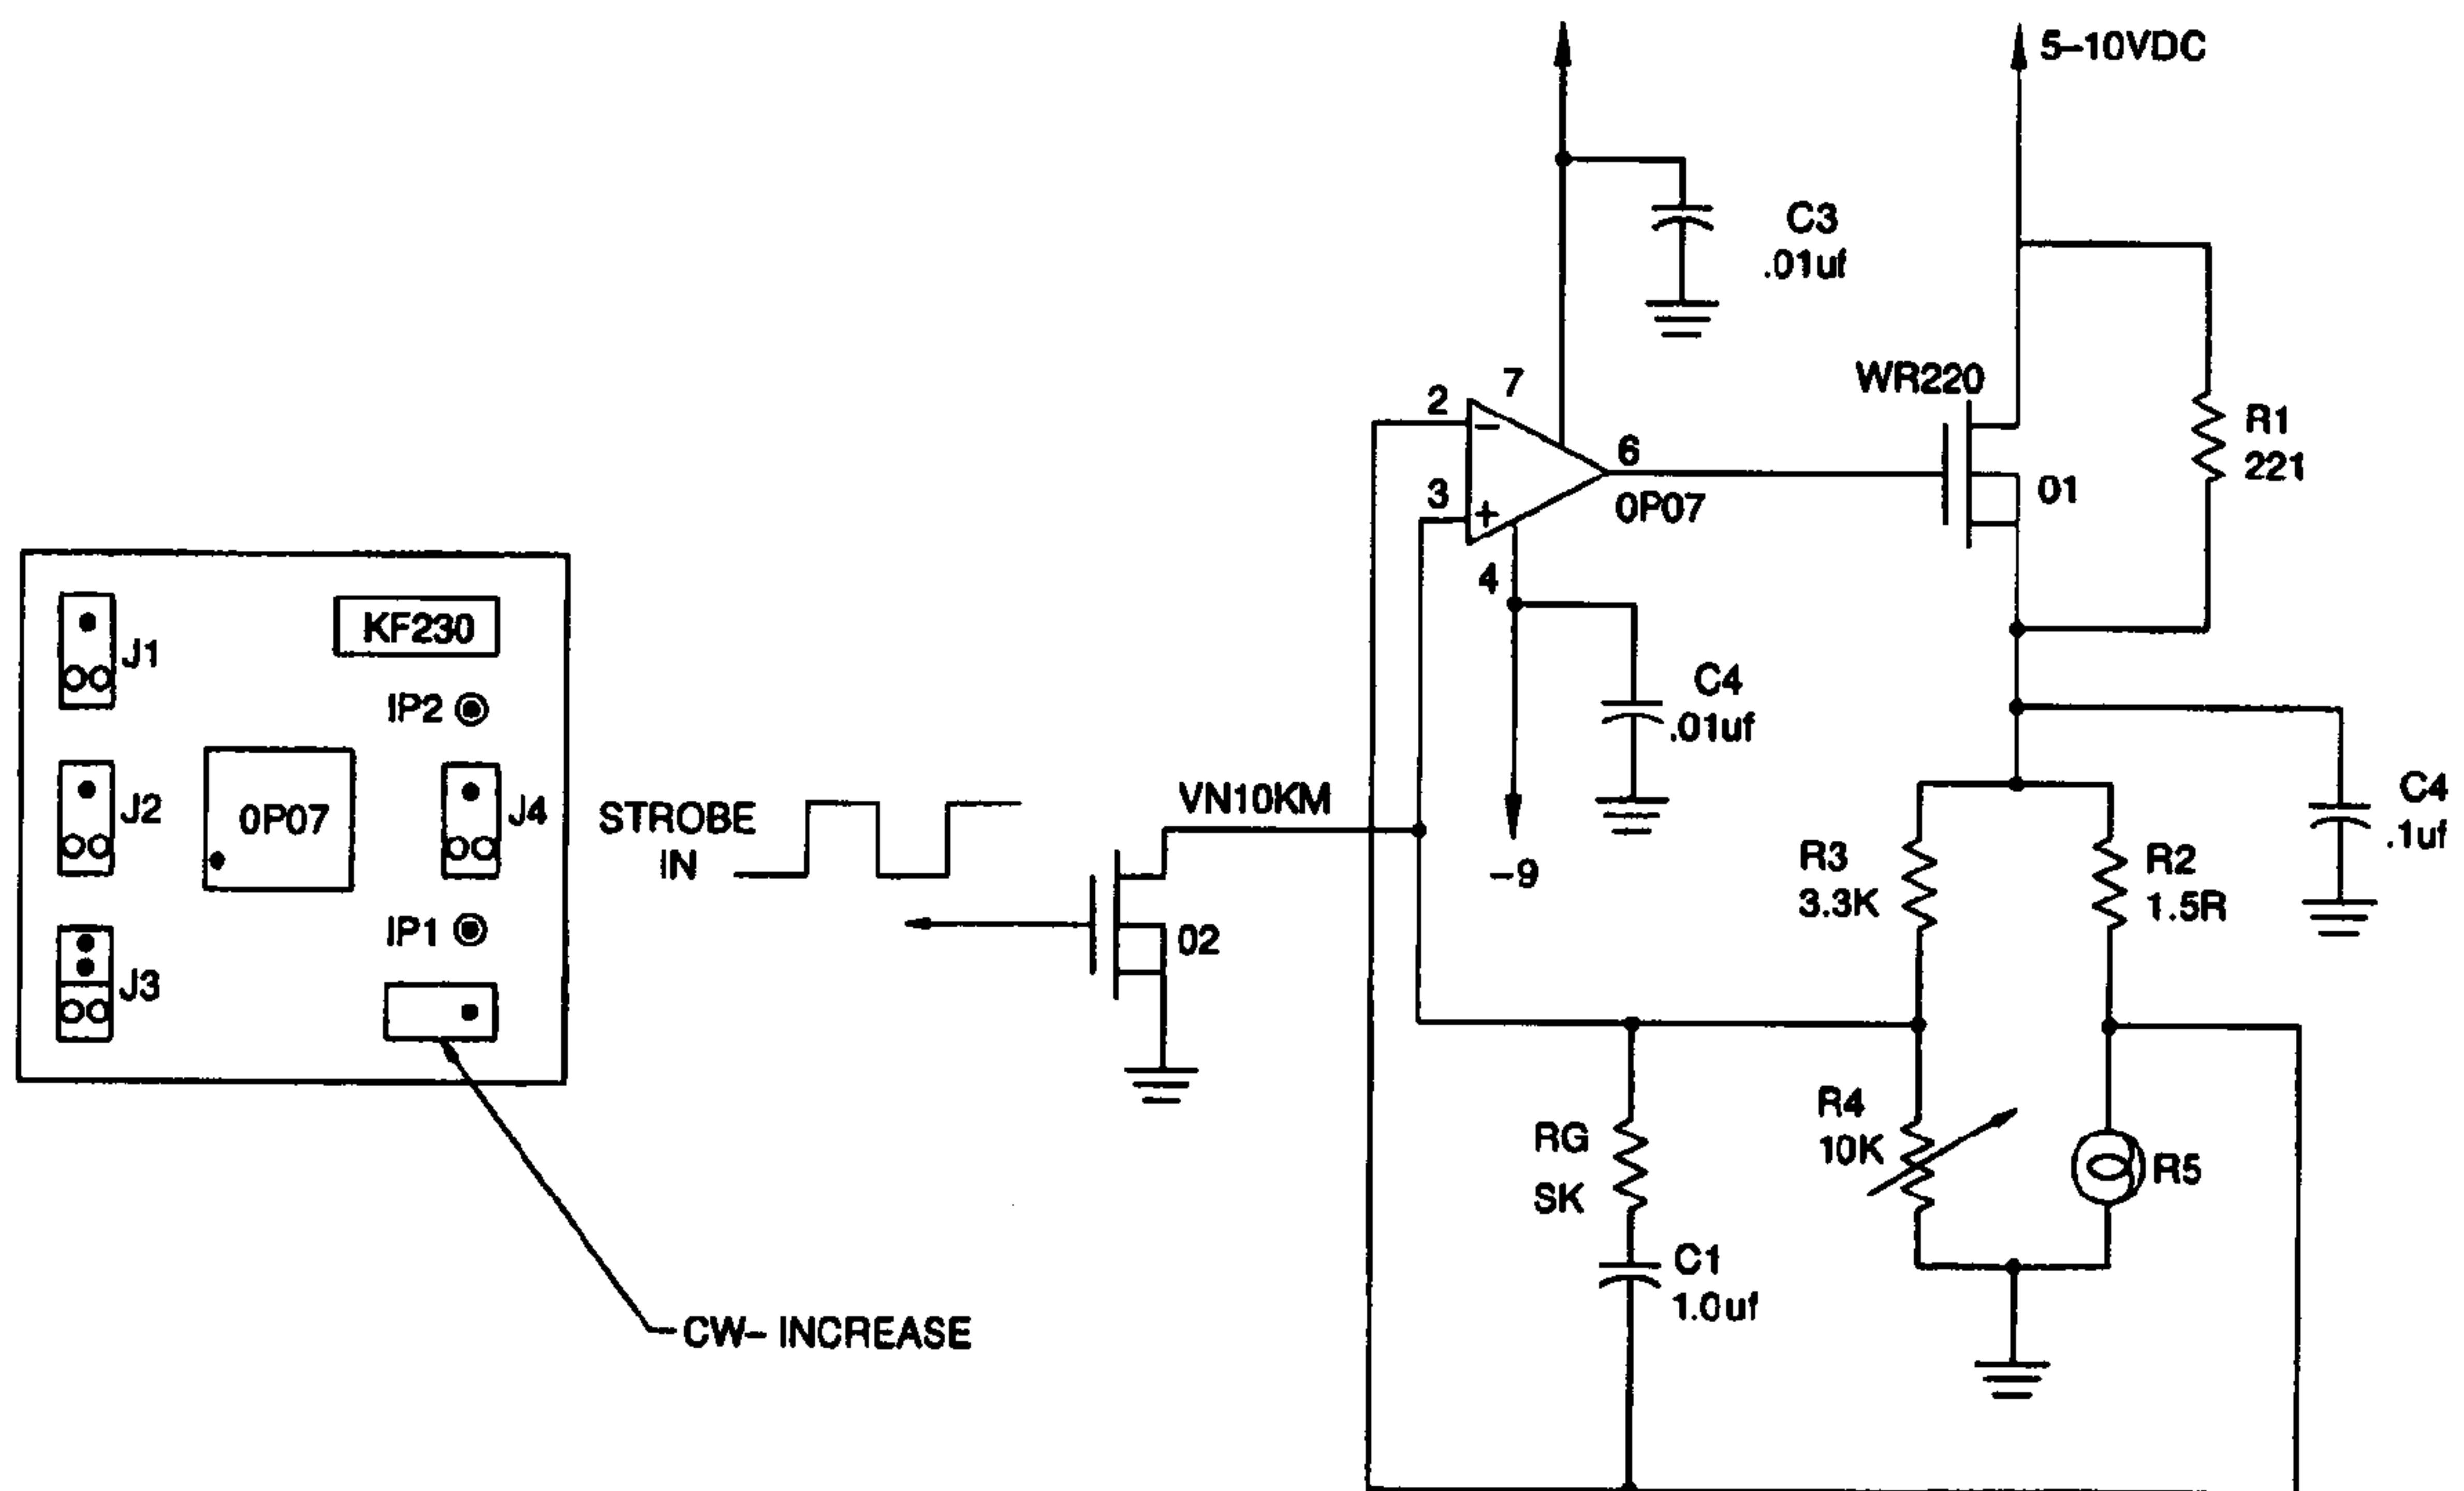 5-10VDC
C3
.01uf
7
WR220
2
-
R1
221
6
3
+
0P07
01
4
C4
.01uf
-9
KF230
J1
IP2
J2
0P07
J4
IP1
J3
CW- INCREASE
STROBE
IN
VN10KM
02
R3
3.3K
R2
1.5R
C4
.1uf
RG
SK
R4
10K
R5
C1
1.0uf